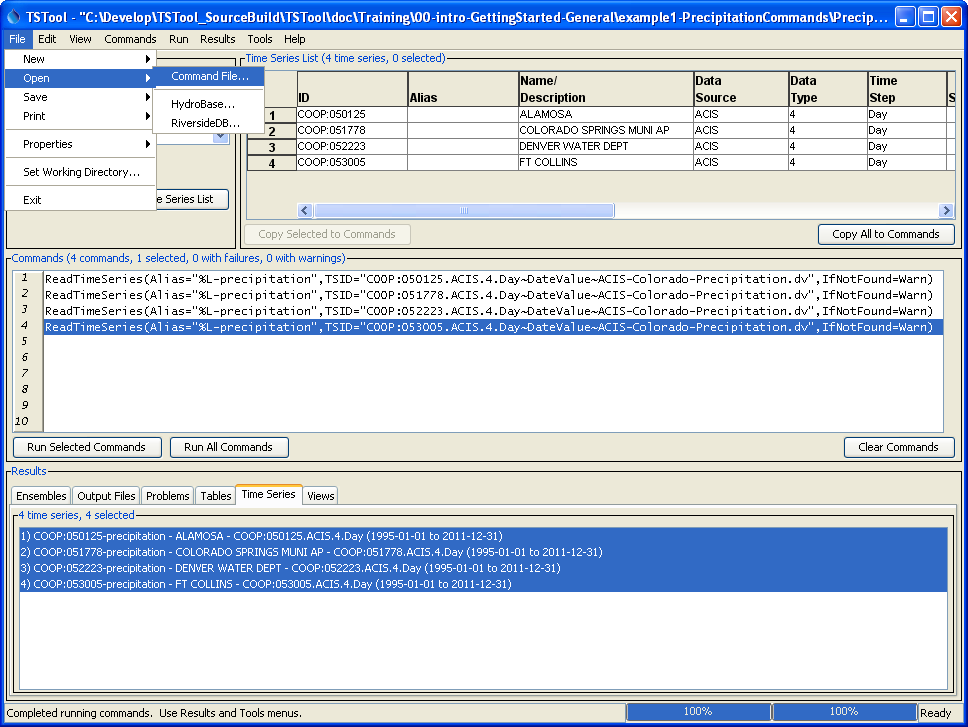 TSTool - "C:\Develop\TSTool_SourceBuild\TSTool\doc\Training\00-intro-GettingStarted-General\example1-PrecipitationCommands\Precip...
File Edit View Commands Run Results Tools Help
New
Open
Save
Print
Properties
Set Working Directory...
Exit
Command File...
HydroBase...
RiversideDB...
e Series List
Time Series List (4 time series, 0 selected)
ID Alias Name/ Description Data Source Data Type Time Step S
1 COOP:050125 ALAMOSA ACIS 4 Day
2 COOP:051778 COLORADO SPRINGS MUNI AP ACIS 4 Day
3 COOP:052223 DENVER WATER DEPT ACIS 4 Day
4 COOP:053005 FT COLLINS ACIS 4 Day
Copy Selected to Commands Copy All to Commands
Commands (4 commands, 1 selected, 0 with failures, 0 with warnings)
1 ReadTimeSeries(Alias="%L-precipitation",TSID="COOP:050125.ACIS.4.Day~DateValue~ACIS-Colorado-Precipitation.dv",IfNotFound=Warn)
2 ReadTimeSeries(Alias="%L-precipitation",TSID="COOP:051778.ACIS.4.Day~DateValue~ACIS-Colorado-Precipitation.dv",IfNotFound=Warn)
3 ReadTimeSeries(Alias="%L-precipitation",TSID="COOP:052223.ACIS.4.Day~DateValue~ACIS-Colorado-Precipitation.dv",IfNotFound=Warn)
4 ReadTimeSeries(Alias="%L-precipitation",TSID="COOP:053005.ACIS.4.Day~DateValue~ACIS-Colorado-Precipitation.dv",IfNotFound=Warn)
5
6
7
8
9
10
Run Selected Commands Run All Commands Clear Commands
Results
Ensembles Output Files Problems Tables Time Series Views
4 time series, 4 selected
1) COOP:050125-precipitation - ALAMOSA - COOP:050125.ACIS.4.Day (1995-01-01 to 2011-12-31)
2) COOP:051778-precipitation - COLORADO SPRINGS MUNI AP - COOP:051778.ACIS.4.Day (1995-01-01 to 2011-12-31)
3) COOP:052223-precipitation - DENVER WATER DEPT - COOP:052223.ACIS.4.Day (1995-01-01 to 2011-12-31)
4) COOP:053005-precipitation - FT COLLINS - COOP:053005.ACIS.4.Day (1995-01-01 to 2011-12-31)
Completed running commands. Use Results and Tools menus. 100% 100% Ready